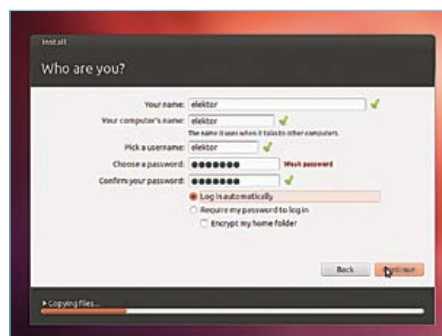 Install
Who are you?
Your name: elektor
Your computer's name: elektor
The name it uses when it talks to other computers.
Pick a username: elektor
Choose a password: ●●●●●●● Weak password
Confirm your password: ●●●●●●●
Log in automatically
Require my password to log in
Encrypt my home folder
Back Continue
Copying files...